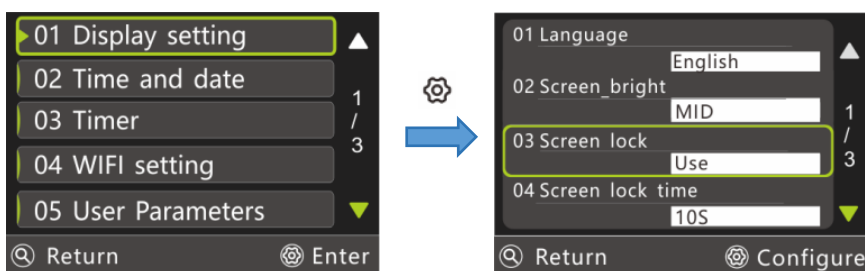 01 Display setting
02 Time and date
03 Timer
04 WIFI setting
05 User Parameters
1
/
3
Return
Enter
01 Language
English
02 Screen_bright
MID
03 Screen lock
Use
04 Screen lock time
10S
1
/
3
Return
Configure